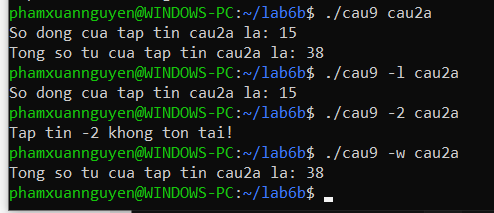 phamxuannguyen@WINDOWS-PC:~/lab6b$ ./cau9 cau2a
So dong cua tap tin cau2a la: 15
Tong so tu cua tap tin cau2a la: 38
phamxuannguyen@WINDOWS-PC:~/lab6b$ ./cau9 -l cau2a
So dong cua tap tin cau2a la: 15
phamxuannguyen@WINDOWS-PC:~/lab6b$ ./cau9 -2 cau2a
Tap tin -2 khong ton tai!
phamxuannguyen@WINDOWS-PC:~/lab6b$ ./cau9 -w cau2a
Tong so tu cua tap tin cau2a la: 38
phamxuannguyen@WINDOWS-PC:~/lab6b$